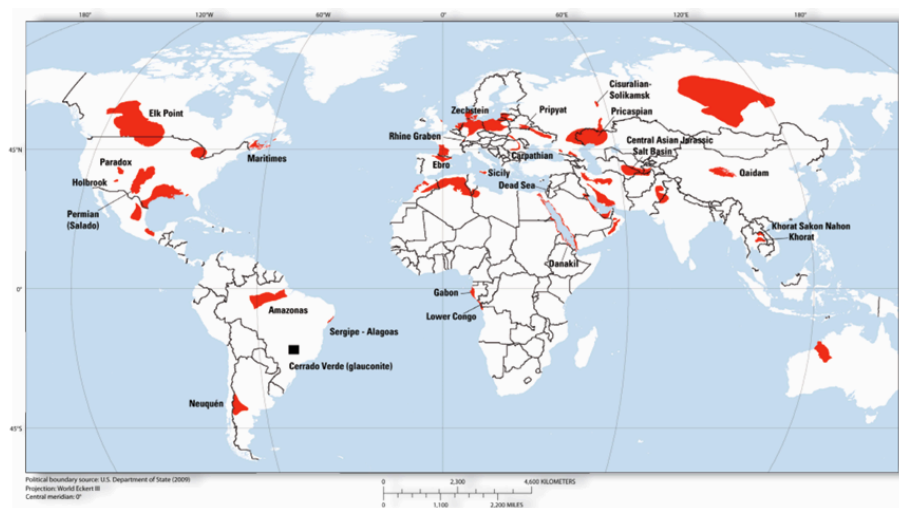 180° 120°W 60°W 0° 60°E 120°E 180°
Cisuralian-
Solikamsk
Elk Point
Zechstein
Pripyat
Pricaspian
Rhine Graben
45°N
Maritimes
Central Asian Jurassic
Salt Basin
Carpathian
Paradox
Ebro
Sicily
Qaidam
Holbrook
Dead Sea
Permian
(Salado)
Khorat Sakon Nahon
Khorat
Danakil
0°
Gabon
Amazonas
Lower Congo
Sergipe - Alagoas
Cerrado Verde (glauconite)
Neuquén
45°S
Political boundary source: U.S. Department of State (2009)
Projection: World Eckert III
Central meridian: 0°
0 2,300 4,600 KILOMETERS
0 1,100 2,200 MILES